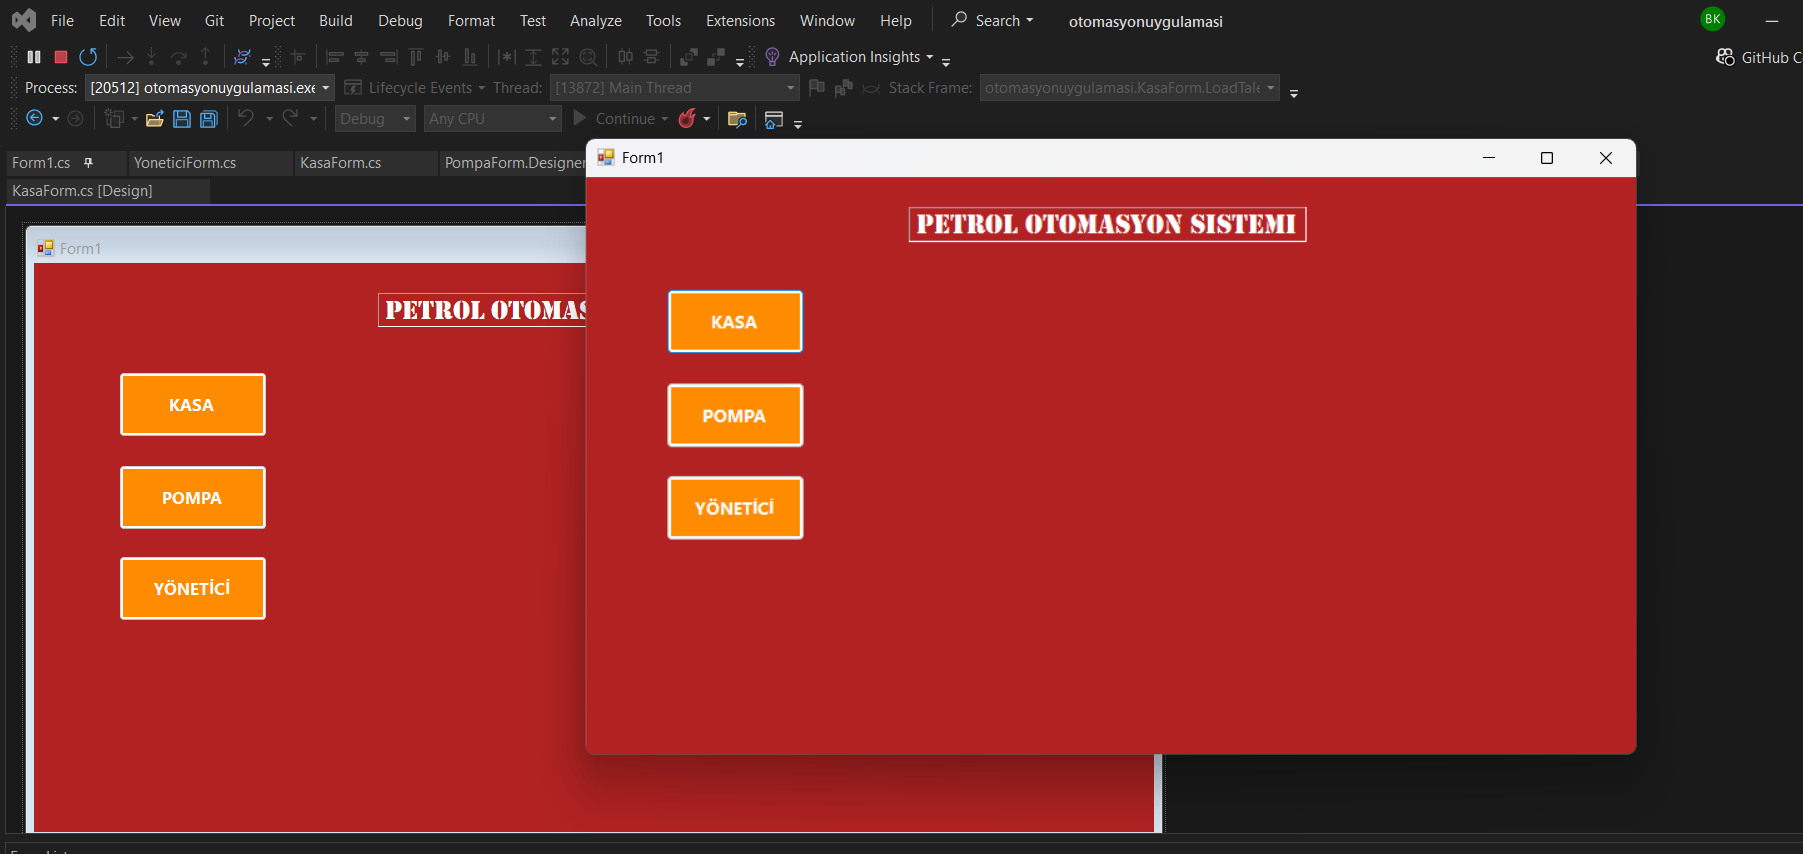 File Edit View Git Project Build Debug Format Test Analyze Tools Extensions Window Help Search otomasyonuygulamasi BK
Application Insights GitHub C
Process: [20512] otomasyonuygulamasi.exe Lifecycle Events Thread: [13872] Main Thread Stack Frame: otomasyonuygulamasi.KasaForm.LoadTale
Debug Any CPU Continue
Form1.cs YoneticiForm.cs KasaForm.cs PompaForm.Designer
KasaForm.cs [Design]
Form1
PETROL OTOMAS
KASA
POMPA
YÖNETİCİ
Form1
PETROL OTOMASYON SISTEMI
KASA
POMPA
YÖNETİCİ